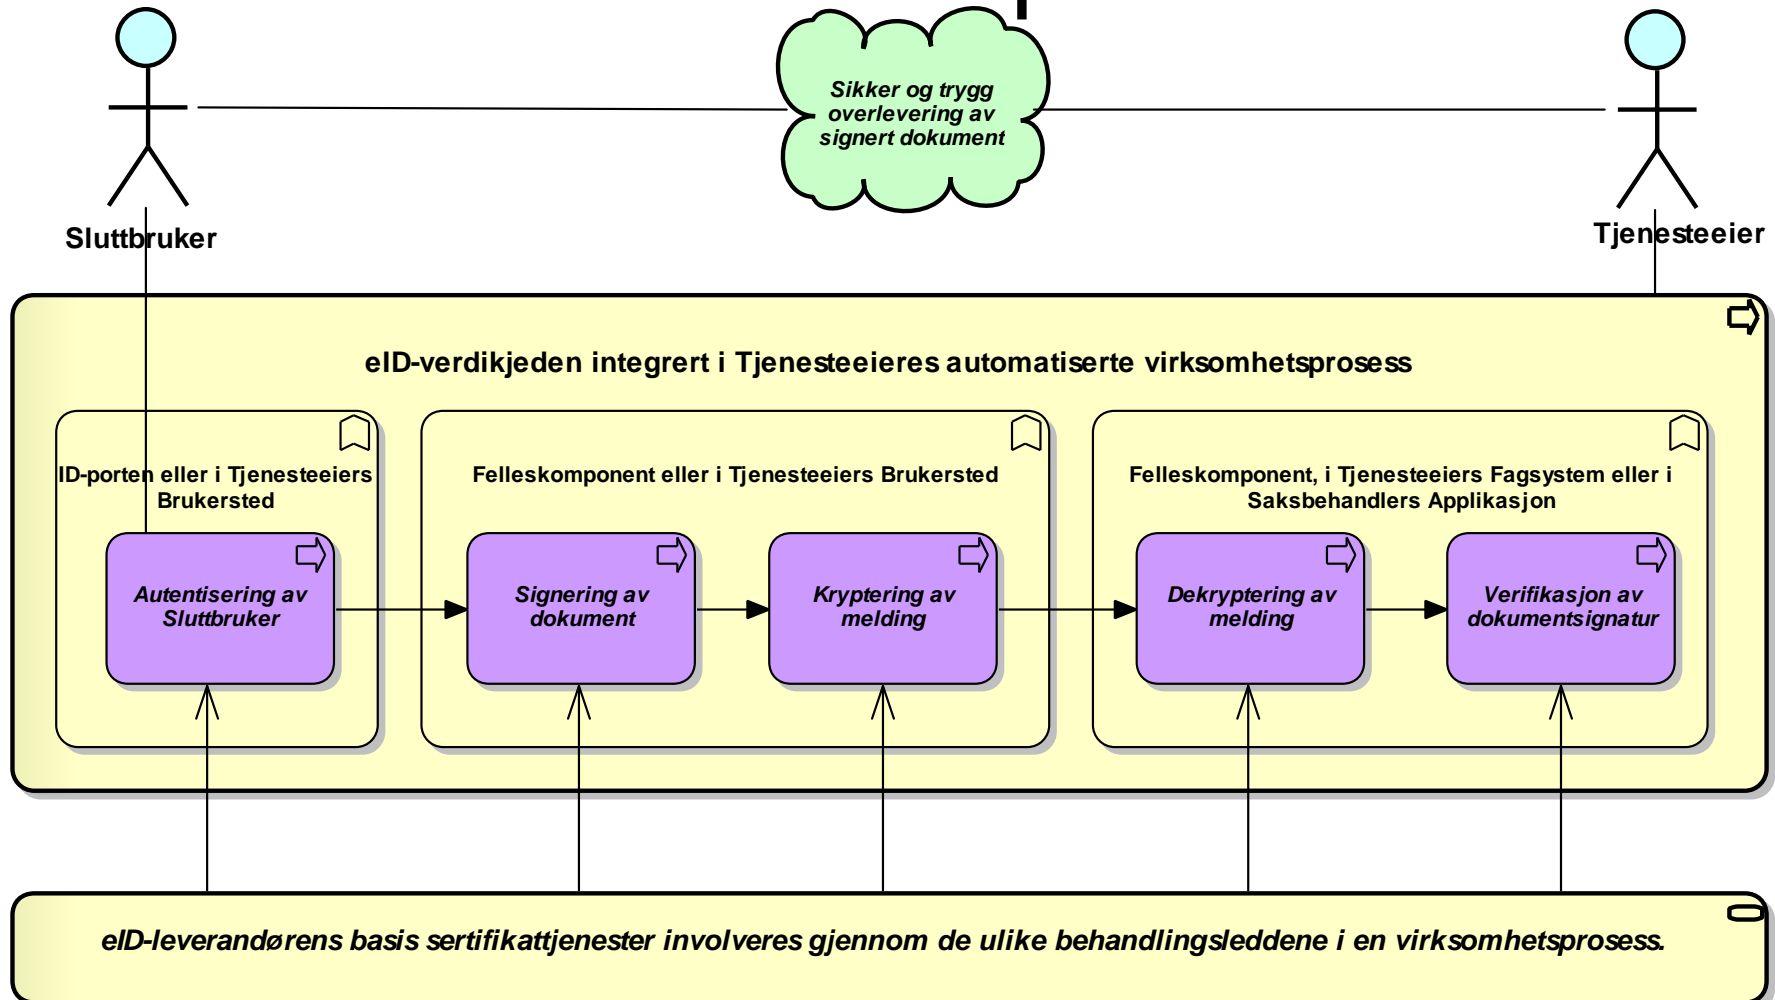 Sikker og trygg
overlevering av
signert dokument
Sluttbruker
Tjenesteeier
eID-verdikjeden integrert i Tjenesteeieres automatiserte virksomhetsprosess
ID-porten eller i Tjenesteeiers
Brukersted
Felleskomponent eller i Tjenesteeiers Brukersted
Felleskomponent, i Tjenesteeiers Fagsystem eller i
Saksbehandlers Applikasjon
Autentisering av
Sluttbruker
Signering av
dokument
Kryptering av
melding
Dekryptering av
melding
Verifikasjon av
dokumentsignatur
eID-leverandørens basis sertifikattjenester involveres gjennom de ulike behandlingsleddene i en virksomhetsprosess.